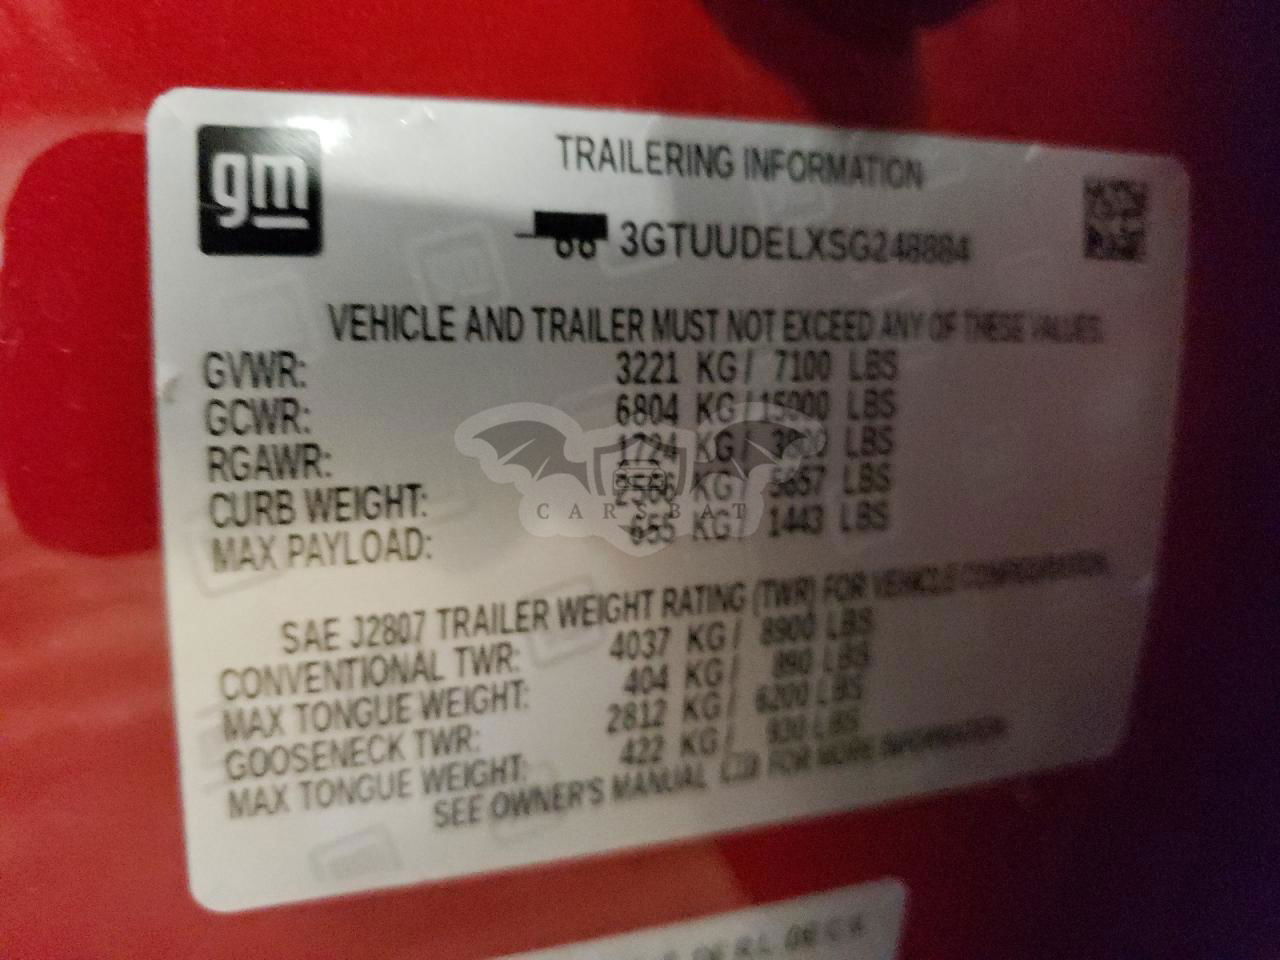 gm
TRAILERING INFORMATION
3GTUUDELXSG248884
VEHICLE AND TRAILER MUST NOT EXCEED ANY OF THESE VALUES.
GVWR: 3221 KG/ 7100 LBS
GCWR: 6804 KG/15000 LBS
RGAWR: 1724 KG/ 3800 LBS
CURB WEIGHT: 2566 KG/ 5657 LBS
MAX PAYLOAD: 655 KG/ 1443 LBS
CARSBAT
SAE J2807 TRAILER WEIGHT RATING (TWR) FOR VEHICLE CONFIGURATION.
CONVENTIONAL TWR: 4037 KG/ 8900 LBS
MAX TONGUE WEIGHT: 404 KG/ 890 LBS
GOOSENECK TWR: 2812 KG/ 6200 LBS
MAX TONGUE WEIGHT: 422 KG/ 930 LBS
SEE OWNER'S MANUAL FOR MORE INFORMATION